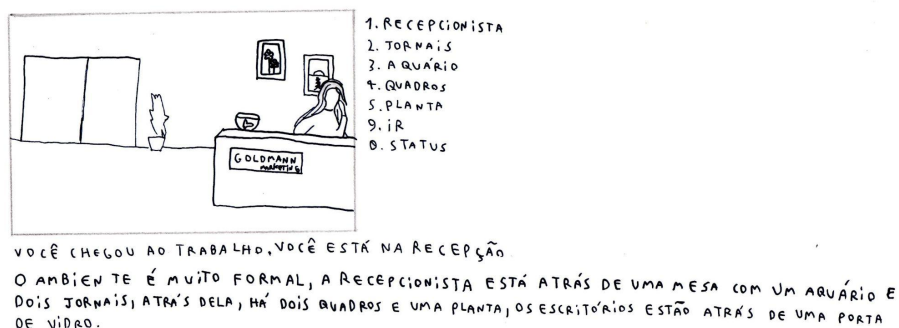 1. RECEPCIONISTA
2. JORNAIS
3. AQUÁRIO
4. QUADROS
5. PLANTA
9. IR
0. STATUS
GOLDMANN
MARKETING
VOCÊ CHEGOU AO TRABALHO, VOCÊ ESTÁ NA RECEPÇÃO.
O AMBIENTE É MUITO FORMAL, A RECEPCIONISTA ESTÁ ATRÁS DE UMA MESA COM UM AQUÁRIO E
DOIS JORNAIS, ATRÁS DELA, HÁ DOIS QUADROS E UMA PLANTA, OS ESCRITÓRIOS ESTÃO ATRÁS DE UMA PORTA
DE VIDRO.